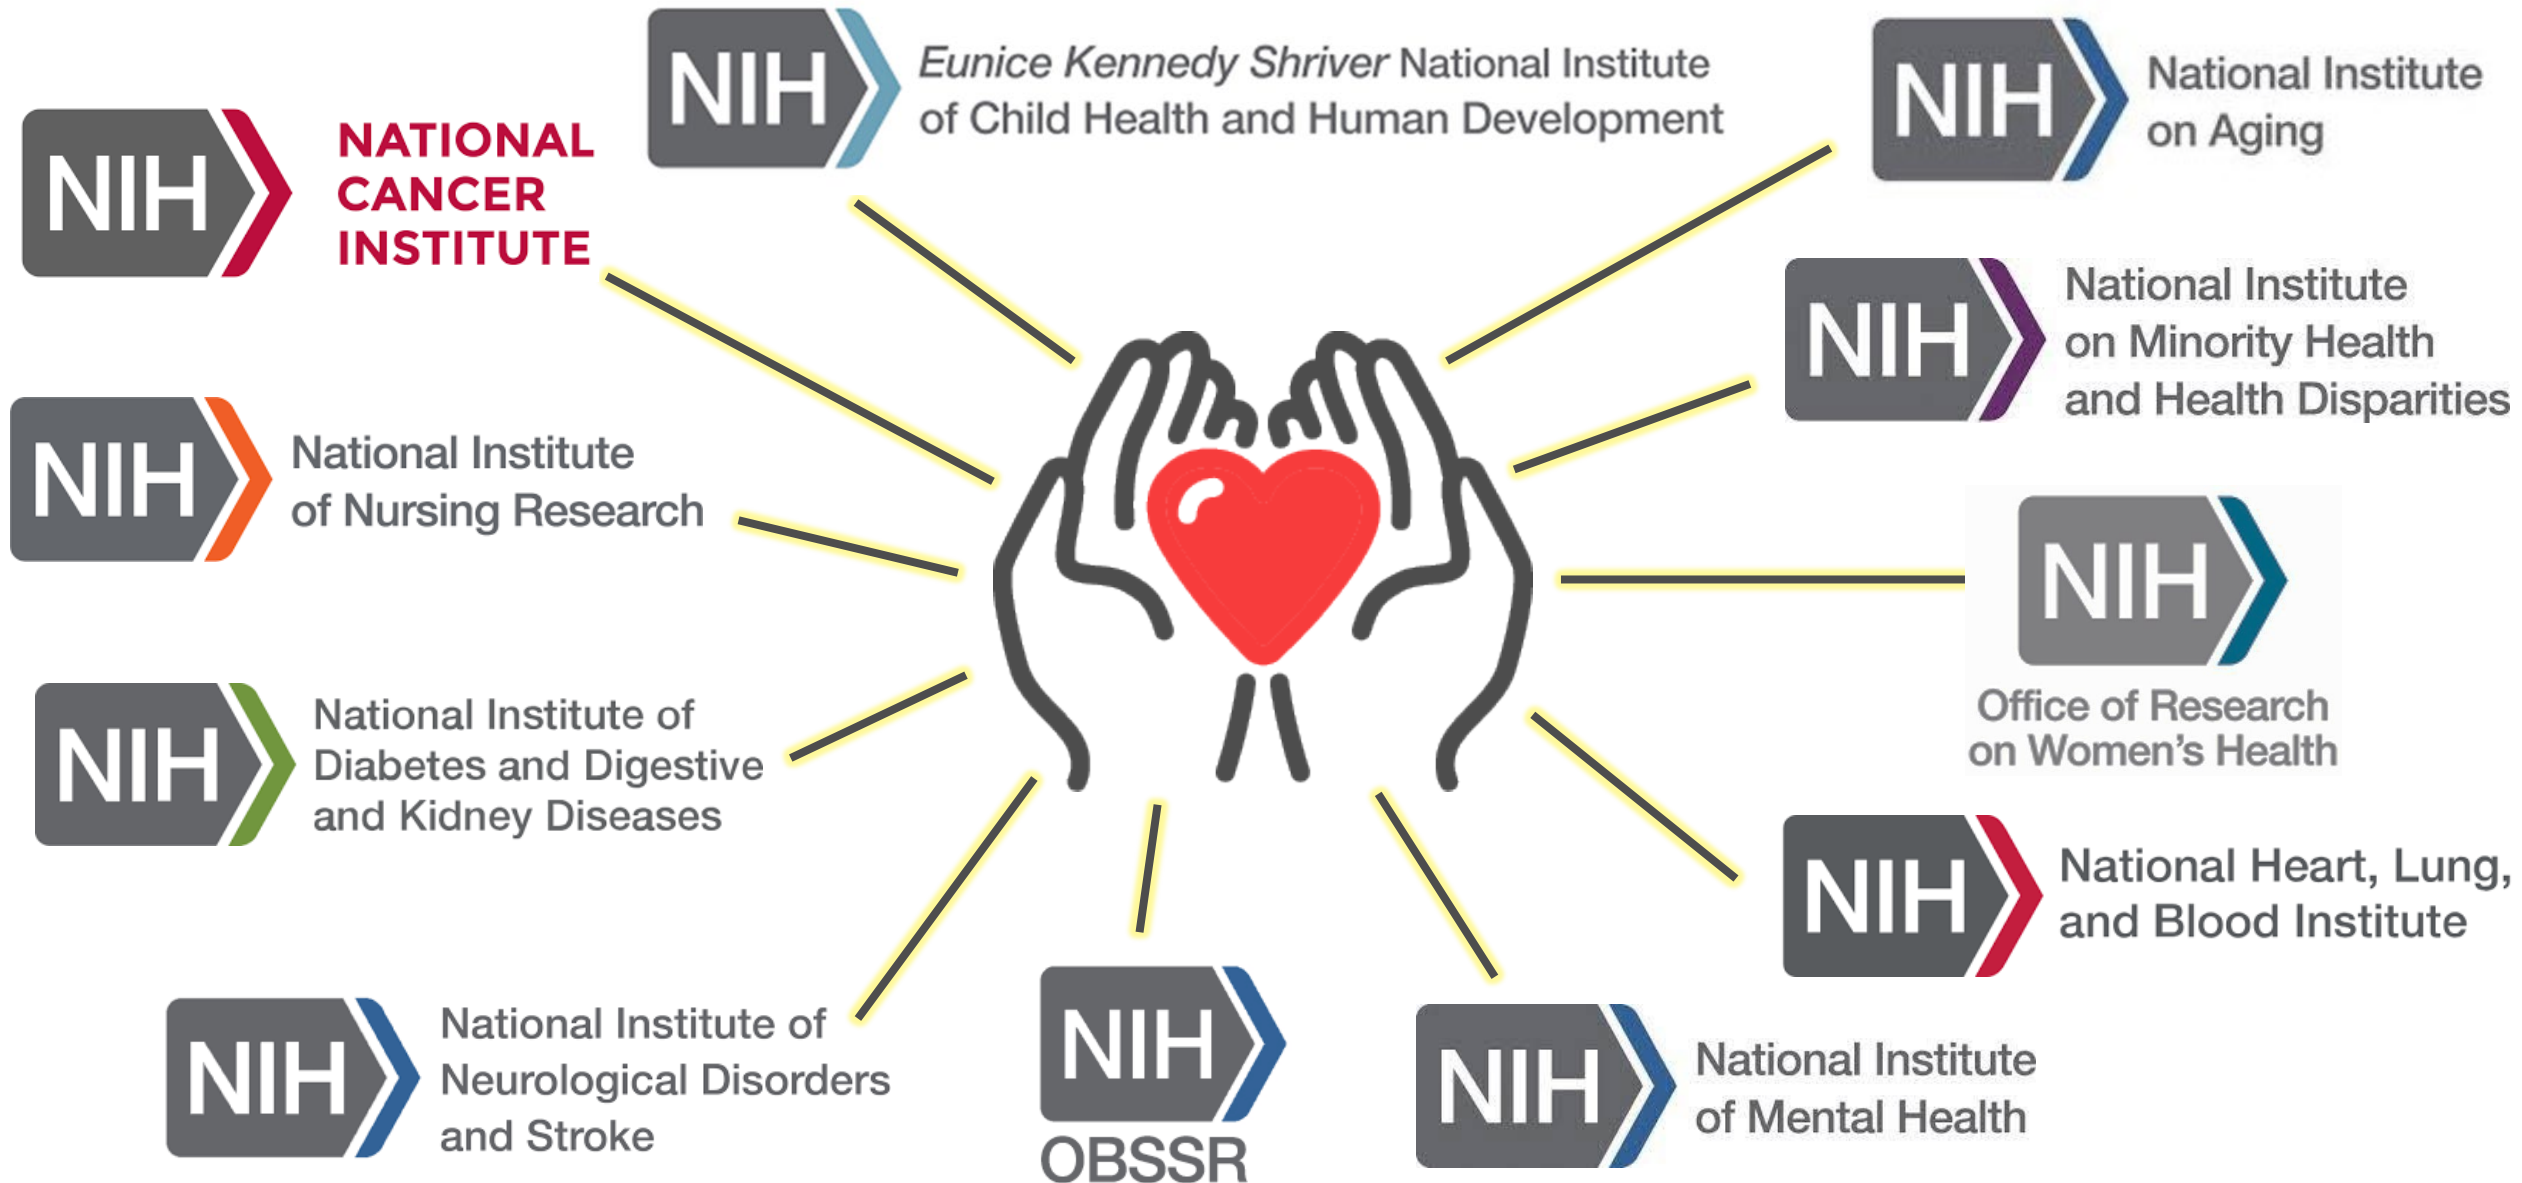 NIH
NATIONAL
CANCER
INSTITUTE
NIH
Eunice Kennedy Shriver National Institute
of Child Health and Human Development
NIH
National Institute
on Aging
NIH
National Institute
on Minority Health
and Health Disparities
NIH
National Institute
of Nursing Research
NIH
Office of Research
on Women's Health
NIH
National Institute of
Diabetes and Digestive
and Kidney Diseases
NIH
National Heart, Lung,
and Blood Institute
NIH
National Institute of
Neurological Disorders
and Stroke
NIH
OBSSR
NIH
National Institute
of Mental Health